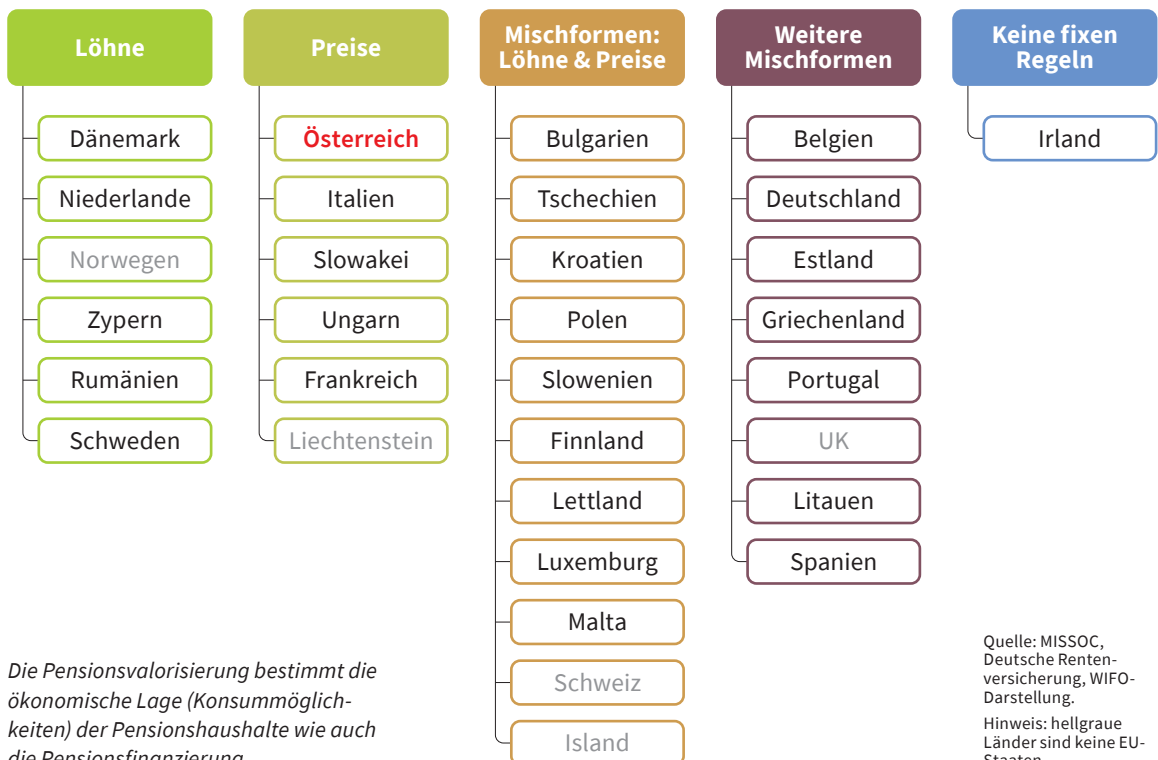 Löhne
Dänemark
Niederlande
Norwegen
Zypern
Rumänien
Schweden
Preise
Österreich
Italien
Slowakei
Ungarn
Frankreich
Liechtenstein
Mischformen:
Löhne & Preise
Bulgarien
Tschechien
Kroatien
Polen
Slowenien
Finnland
Lettland
Luxemburg
Malta
Schweiz
Island
Weitere
Mischformen
Belgien
Deutschland
Estland
Griechenland
Portugal
UK
Litauen
Spanien
Keine fixen
Regeln
Irland
Die Pensionsvalorisierung bestimmt die
ökonomische Lage (Konsummöglich-
keiten) der Pensionshaushalte wie auch
die Pensionsfinanzierung
Quelle: MISSOC,
Deutsche Renten-
versicherung, WIFO-
Darstellung.
Hinweis: hellgraue
Länder sind keine EU-
Staaten